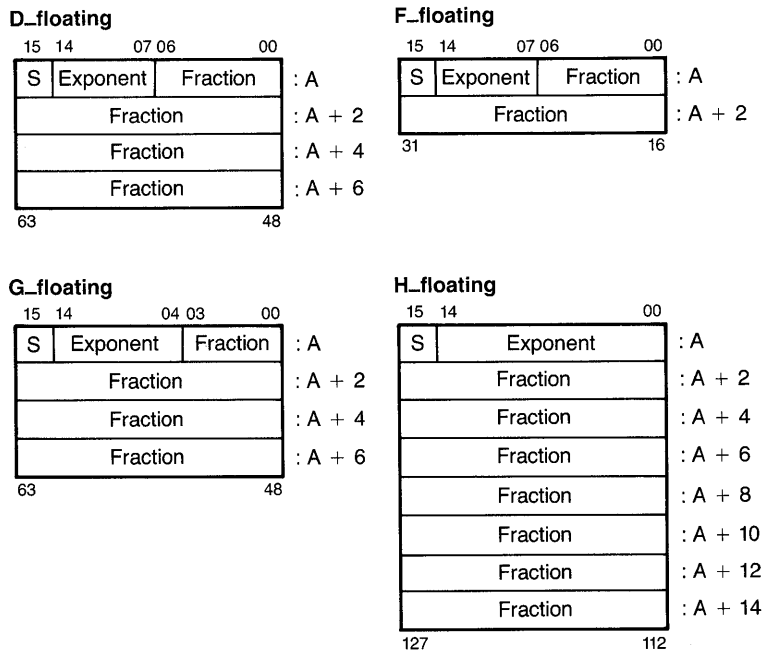 D_floating
15 14 07 06 00
S Exponent Fraction : A
Fraction : A + 2
Fraction : A + 4
Fraction : A + 6
63 48
F_floating
15 14 07 06 00
S Exponent Fraction : A
Fraction : A + 2
31 16
G_floating
15 14 04 03 00
S Exponent Fraction : A
Fraction : A + 2
Fraction : A + 4
Fraction : A + 6
63 48
H_floating
15 14 00
S Exponent : A
Fraction : A + 2
Fraction : A + 4
Fraction : A + 6
Fraction : A + 8
Fraction : A + 10
Fraction : A + 12
Fraction : A + 14
127 112